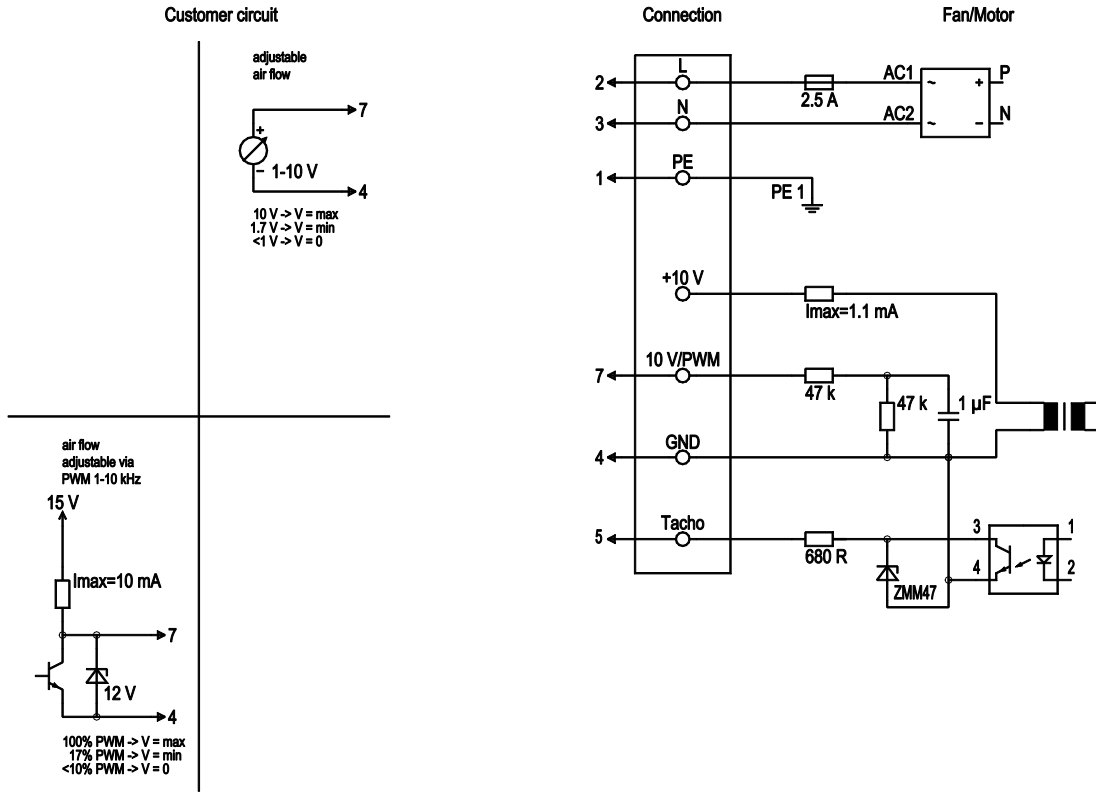 Customer circuit
Connection
Fan/Motor
adjustable
air flow
7
+
1-10 V
−
4
10 V -> V = max
1.7 V -> V = min
<1 V -> V = 0
L
2
2.5 A
AC1
~
+
P
N
3
AC2
~
−
N
PE
1
PE 1
+10 V
Imax=1.1 mA
10 V/PWM
7
47 k
47 k
1 µF
GND
4
Tacho
5
680 R
3
1
4
2
ZMM47
air flow
adjustable via
PWM 1-10 kHz
15 V
Imax=10 mA
7
12 V
4
100% PWM -> V = max
17% PWM -> V = min
<10% PWM -> V = 0